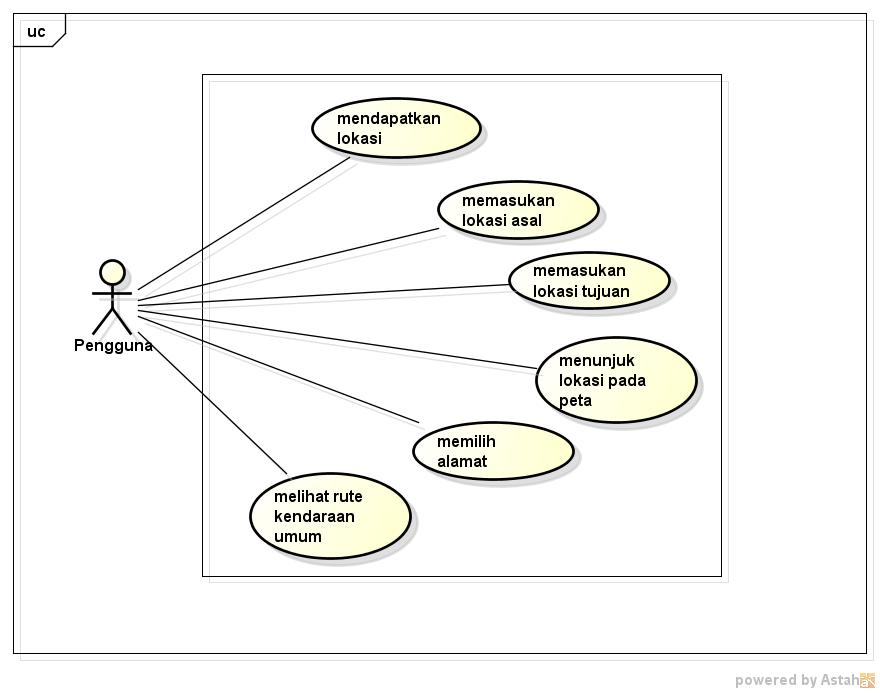 uc
mendapatkan
lokasi
memasukan
lokasi asal
memasukan
lokasi tujuan
Pengguna
menunjuk
lokasi pada
peta
memilih
alamat
melihat rute
kendaraan
umum
powered by Astah